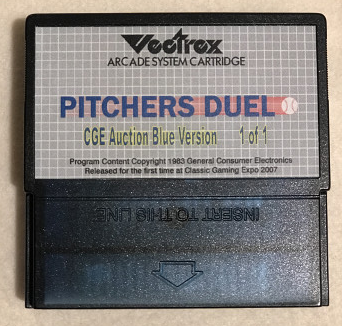 Vectrex
ARCADE SYSTEM CARTRIDGE
PITCHERS DUEL
CGE Auction Blue Version 1 of 1
Program Content Copyright 1983 General Consumer Electronics
Released for the first time at Classic Gaming Expo 2007
INSERT TO THIS LINE